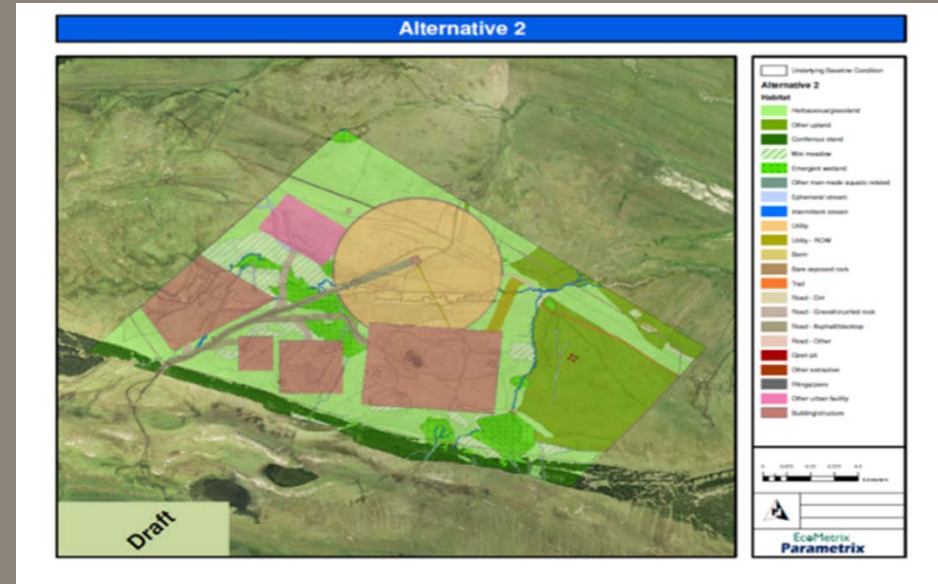 Alternative 2
Underlying Baseline Condition
Alternative 2
Habitat
Herbaceous/grassland
Other upland
Coniferous stand
Wet meadow
Emergent wetland
Other man-made aquatic related
Ephemeral stream
Intermittent stream
Utility
Utility - ROW
Berm
Bare exposed rock
Trail
Road - Dirt
Road - Gravel/crushed rock
Road - Asphalt/blacktop
Road - Other
Open pit
Other extractive
Pilings/piers
Other urban facility
Building/structure
Draft
EcoMetrix
Parametrix